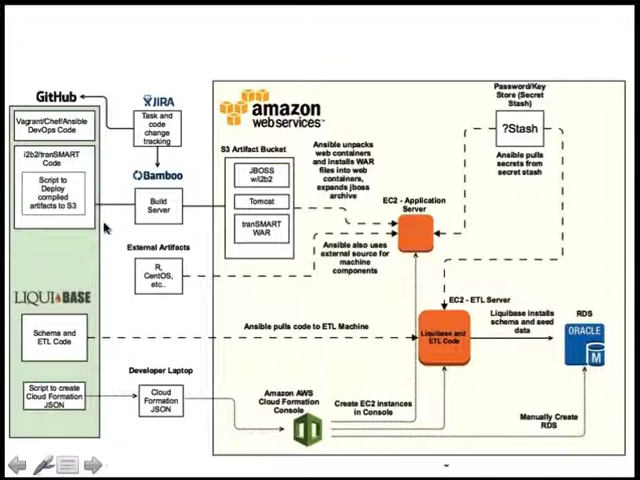 GitHub
Vagrant/Chef/Ansible
DevOps Code
i2b2/tranSMART
Code
Script to
Deploy
compiled
artifacts to S3
LIQUIBASE
Schema and
ETL Code
Script to create
Cloud Formation
JSON
JIRA
Task and
code
change
tracking
Bamboo
Build
Server
External Artifacts
R,
CentOS,
etc..
Developer Laptop
Cloud
Formation
JSON
amazon
webservices™
S3 Artifact Bucket
JBOSS
w/i2b2
Tomcat
tranSMART
WAR
Ansible unpacks
web containers
and installs WAR
files into web
containers,
expands jboss
archive
Ansible also uses
external source for
machine
components
EC2 - Application
Server
Password/Key
Store (Secret
Stash)
?Stash
Ansible pulls
secrets from
secret stash
EC2 - ETL Server
Liquibase and
ETL Code
Liquibase installs
schema and seed
data
RDS
ORACLE
M
Ansible pulls code to ETL Machine
Amazon AWS
Cloud Formation
Console
Create EC2 Instances
in Console
Manually Create
RDS